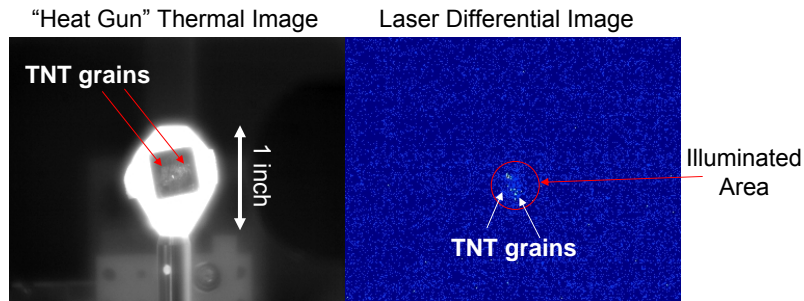 “Heat Gun” Thermal Image
Laser Differential Image
TNT grains
1 inch
Illuminated
Area
TNT grains